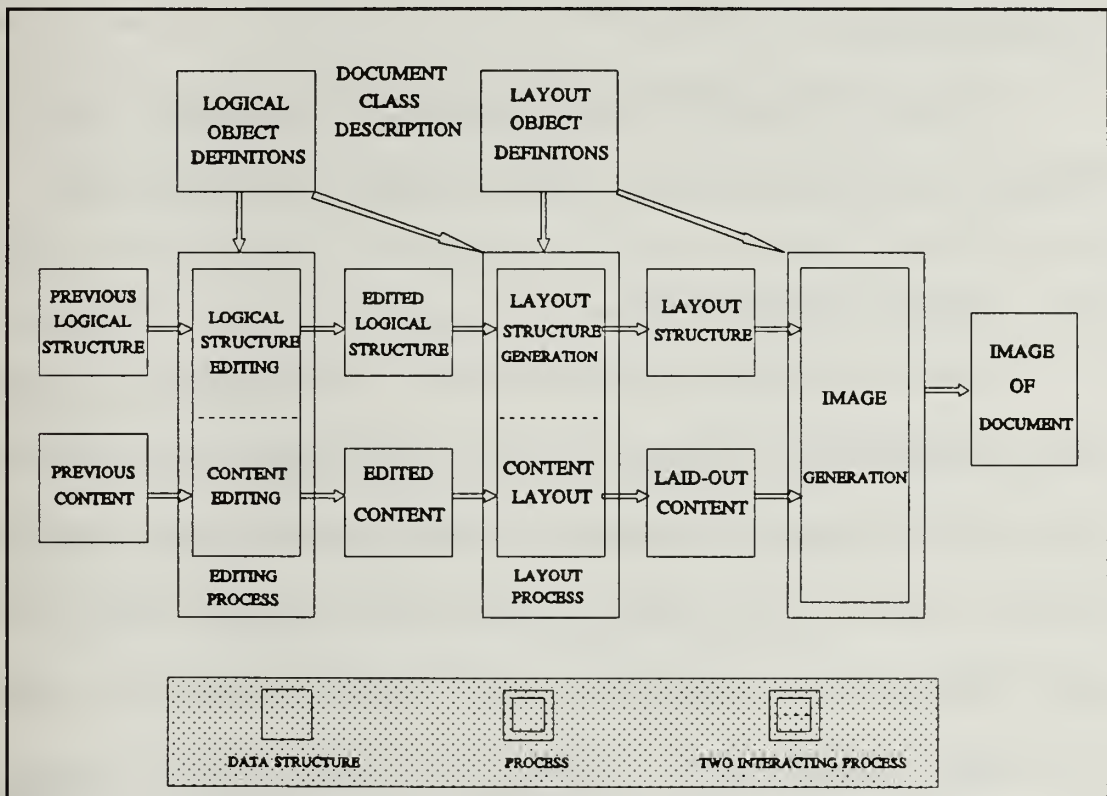 LOGICAL
OBJECT
DEFINITONS
DOCUMENT
CLASS
DESCRIPTION
LAYOUT
OBJECT
DEFINITONS
PREVIOUS
LOGICAL
STRUCTURE
LOGICAL
STRUCTURE
EDITING
EDITED
LOGICAL
STRUCTURE
LAYOUT
STRUCTURE
GENERATION
LAYOUT
STRUCTURE
IMAGE
GENERATION
IMAGE
OF
DOCUMENT
PREVIOUS
CONTENT
CONTENT
EDITING
EDITED
CONTENT
CONTENT
LAYOUT
LAID-OUT
CONTENT
EDITING
PROCESS
LAYOUT
PROCESS
DATA STRUCTURE
PROCESS
TWO INTERACTING PROCESS